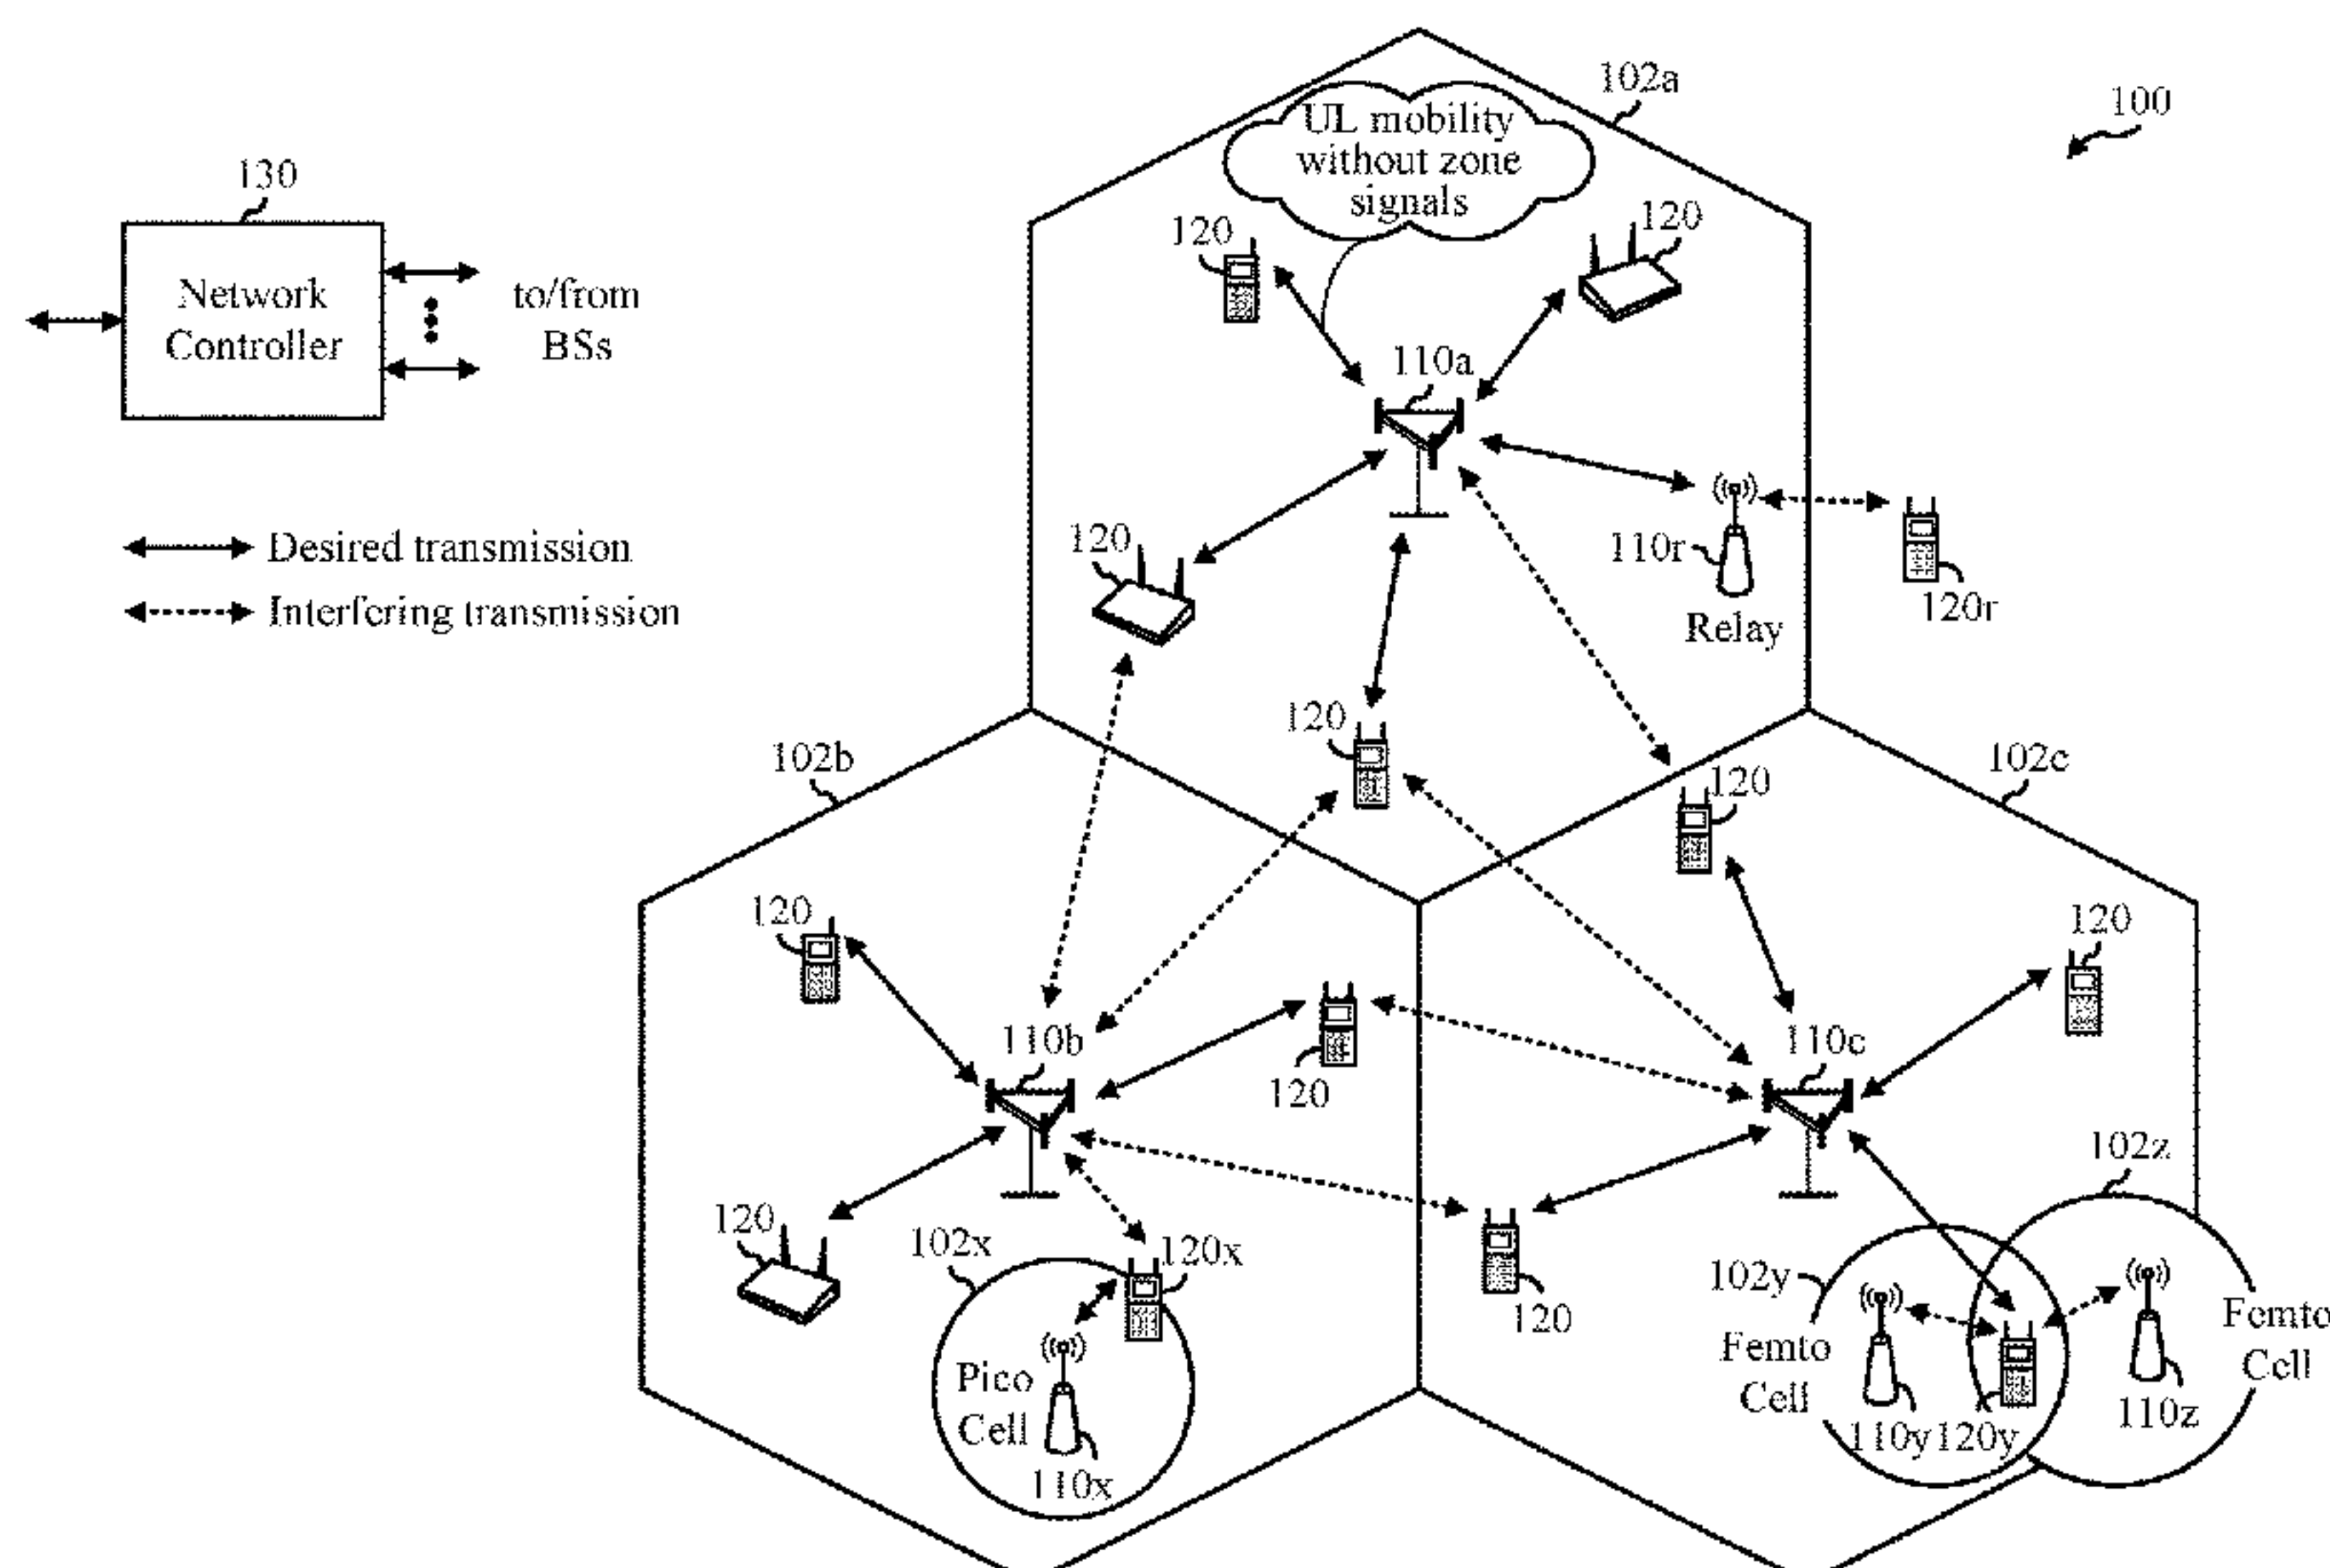 102a
100
UL mobility
without zone
signals
130
120
120
Network
Controller
to/from
BSs
110a
Desired transmission
Interfering transmission
120
110r
120r
Relay
120
102b
102c
120
120
120
110b
110c
120
102z
120
102x
120x
102y
120
Pico
Cell
110x
Femto
Cell
110y
120y
110z
Femto
Cell